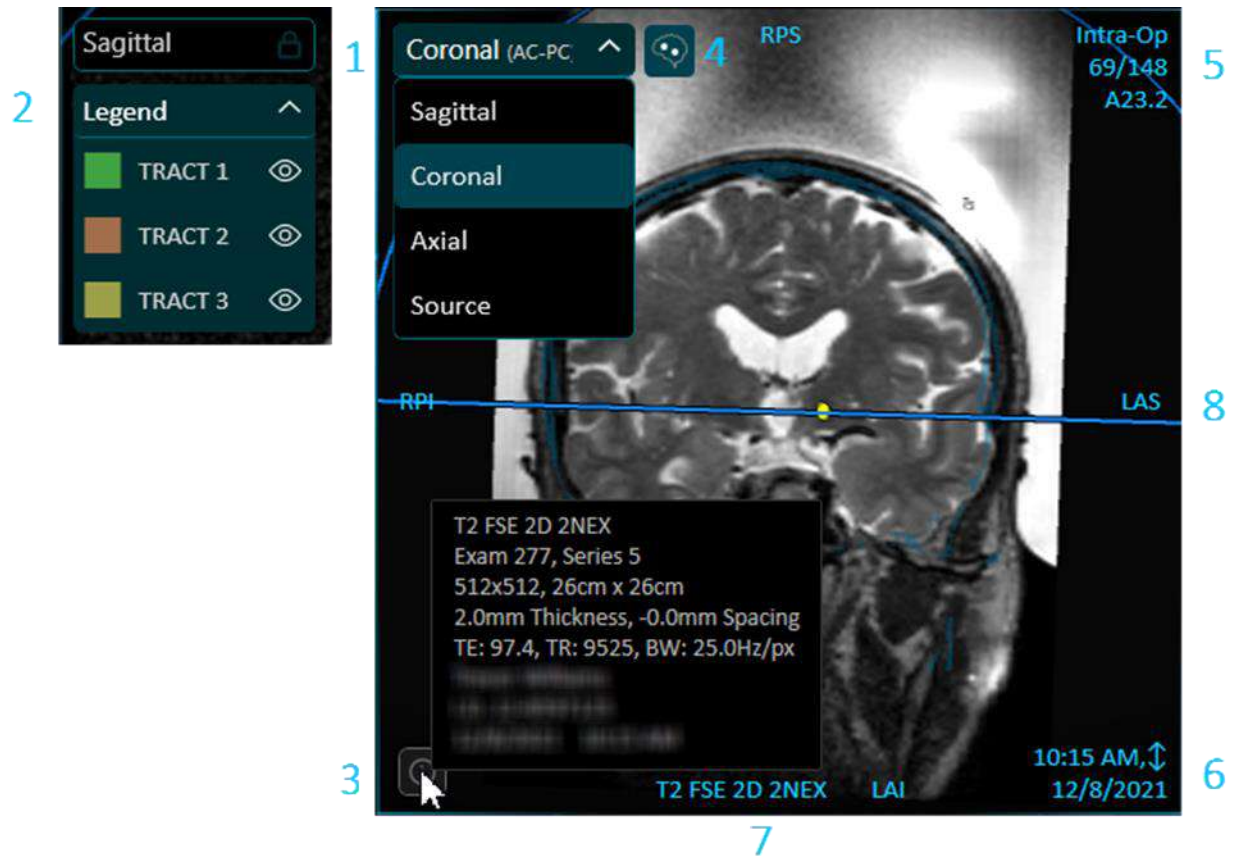 Sagittal
2
Legend
TRACT 1
TRACT 2
TRACT 3
1
Coronal (AC-PC)
4
RPS
Intra-Op
69/148
A23.2
5
Sagittal
Coronal
Axial
Source
RPI
LAS
8
T2 FSE 2D 2NEX
Exam 277, Series 5
512x512, 26cm x 26cm
2.0mm Thickness, -0.0mm Spacing
TE: 97.4, TR: 9525, BW: 25.0Hz/px
3
10:15 AM,
12/8/2021
6
T2 FSE 2D 2NEX LAI
7